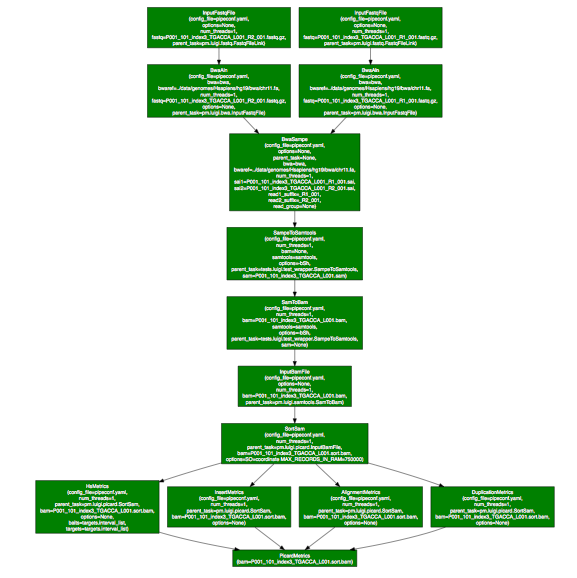 InputFastqFile
(config_file=pipeconf.yaml,
options=None,
num_threads=1,
fastq=P001_101_index3_TGACCA_L001_R2_001.fastq.gz,
parent_task=pm.luigi.fastq.FastqFileLink)
InputFastqFile
(config_file=pipeconf.yaml,
options=None,
num_threads=1,
fastq=P001_101_index3_TGACCA_L001_R1_001.fastq.gz,
parent_task=pm.luigi.fastq.FastqFileLink)
BwaAln
(config_file=pipeconf.yaml,
bwa=bwa,
bwaref=../data/genomes/Hsapiens/hg19/bwa/chr11.fa,
num_threads=1,
fastq=P001_101_index3_TGACCA_L001_R2_001.fastq.gz,
options=None,
parent_task=pm.luigi.bwa.InputFastqFile)
BwaAln
(config_file=pipeconf.yaml,
bwa=bwa,
bwaref=../data/genomes/Hsapiens/hg19/bwa/chr11.fa,
num_threads=1,
fastq=P001_101_index3_TGACCA_L001_R1_001.fastq.gz,
options=None,
parent_task=pm.luigi.bwa.InputFastqFile)
BwaSampe
(config_file=pipeconf.yaml,
options=None,
parent_task=None,
bwa=bwa,
bwaref=../data/genomes/Hsapiens/hg19/bwa/chr11.fa,
num_threads=1,
sai1=P001_101_index3_TGACCA_L001_R1_001.sai,
sai2=P001_101_index3_TGACCA_L001_R2_001.sai,
read1_suffix=_R1_001,
read2_suffix=_R2_001,
read_group=None)
SampeToSamtools
(config_file=pipeconf.yaml,
num_threads=1,
bam=None,
samtools=samtools,
options=-bSh,
parent_task=tests.luigi.test_wrapper.SampeToSamtools,
sam=P001_101_index3_TGACCA_L001.sam)
SamToBam
(config_file=pipeconf.yaml,
num_threads=1,
bam=P001_101_index3_TGACCA_L001.bam,
samtools=samtools,
options=-bSh,
parent_task=tests.luigi.test_wrapper.SampeToSamtools,
sam=None)
InputBamFile
(config_file=pipeconf.yaml,
options=None,
num_threads=1,
bam=P001_101_index3_TGACCA_L001.bam,
parent_task=pm.luigi.samtools.SamToBam)
SortSam
(config_file=pipeconf.yaml,
num_threads=1,
parent_task=pm.luigi.picard.InputBamFile,
bam=P001_101_index3_TGACCA_L001.sort.bam,
options=SO=coordinate MAX_RECORDS_IN_RAM=750000)
HsMetrics
(config_file=pipeconf.yaml,
num_threads=1,
parent_task=pm.luigi.picard.SortSam,
bam=P001_101_index3_TGACCA_L001.sort.bam,
options=None,
baits=targets.interval_list,
targets=targets.interval_list)
InsertMetrics
(config_file=pipeconf.yaml,
num_threads=1,
parent_task=pm.luigi.picard.SortSam,
bam=P001_101_index3_TGACCA_L001.sort.bam,
options=None)
AlignmentMetrics
(config_file=pipeconf.yaml,
num_threads=1,
parent_task=pm.luigi.picard.SortSam,
bam=P001_101_index3_TGACCA_L001.sort.bam,
options=None)
DuplicationMetrics
(config_file=pipeconf.yaml,
num_threads=1,
parent_task=pm.luigi.picard.SortSam,
bam=P001_101_index3_TGACCA_L001.sort.bam,
options=None)
PicardMetrics
(bam=P001_101_index3_TGACCA_L001.sort.bam)